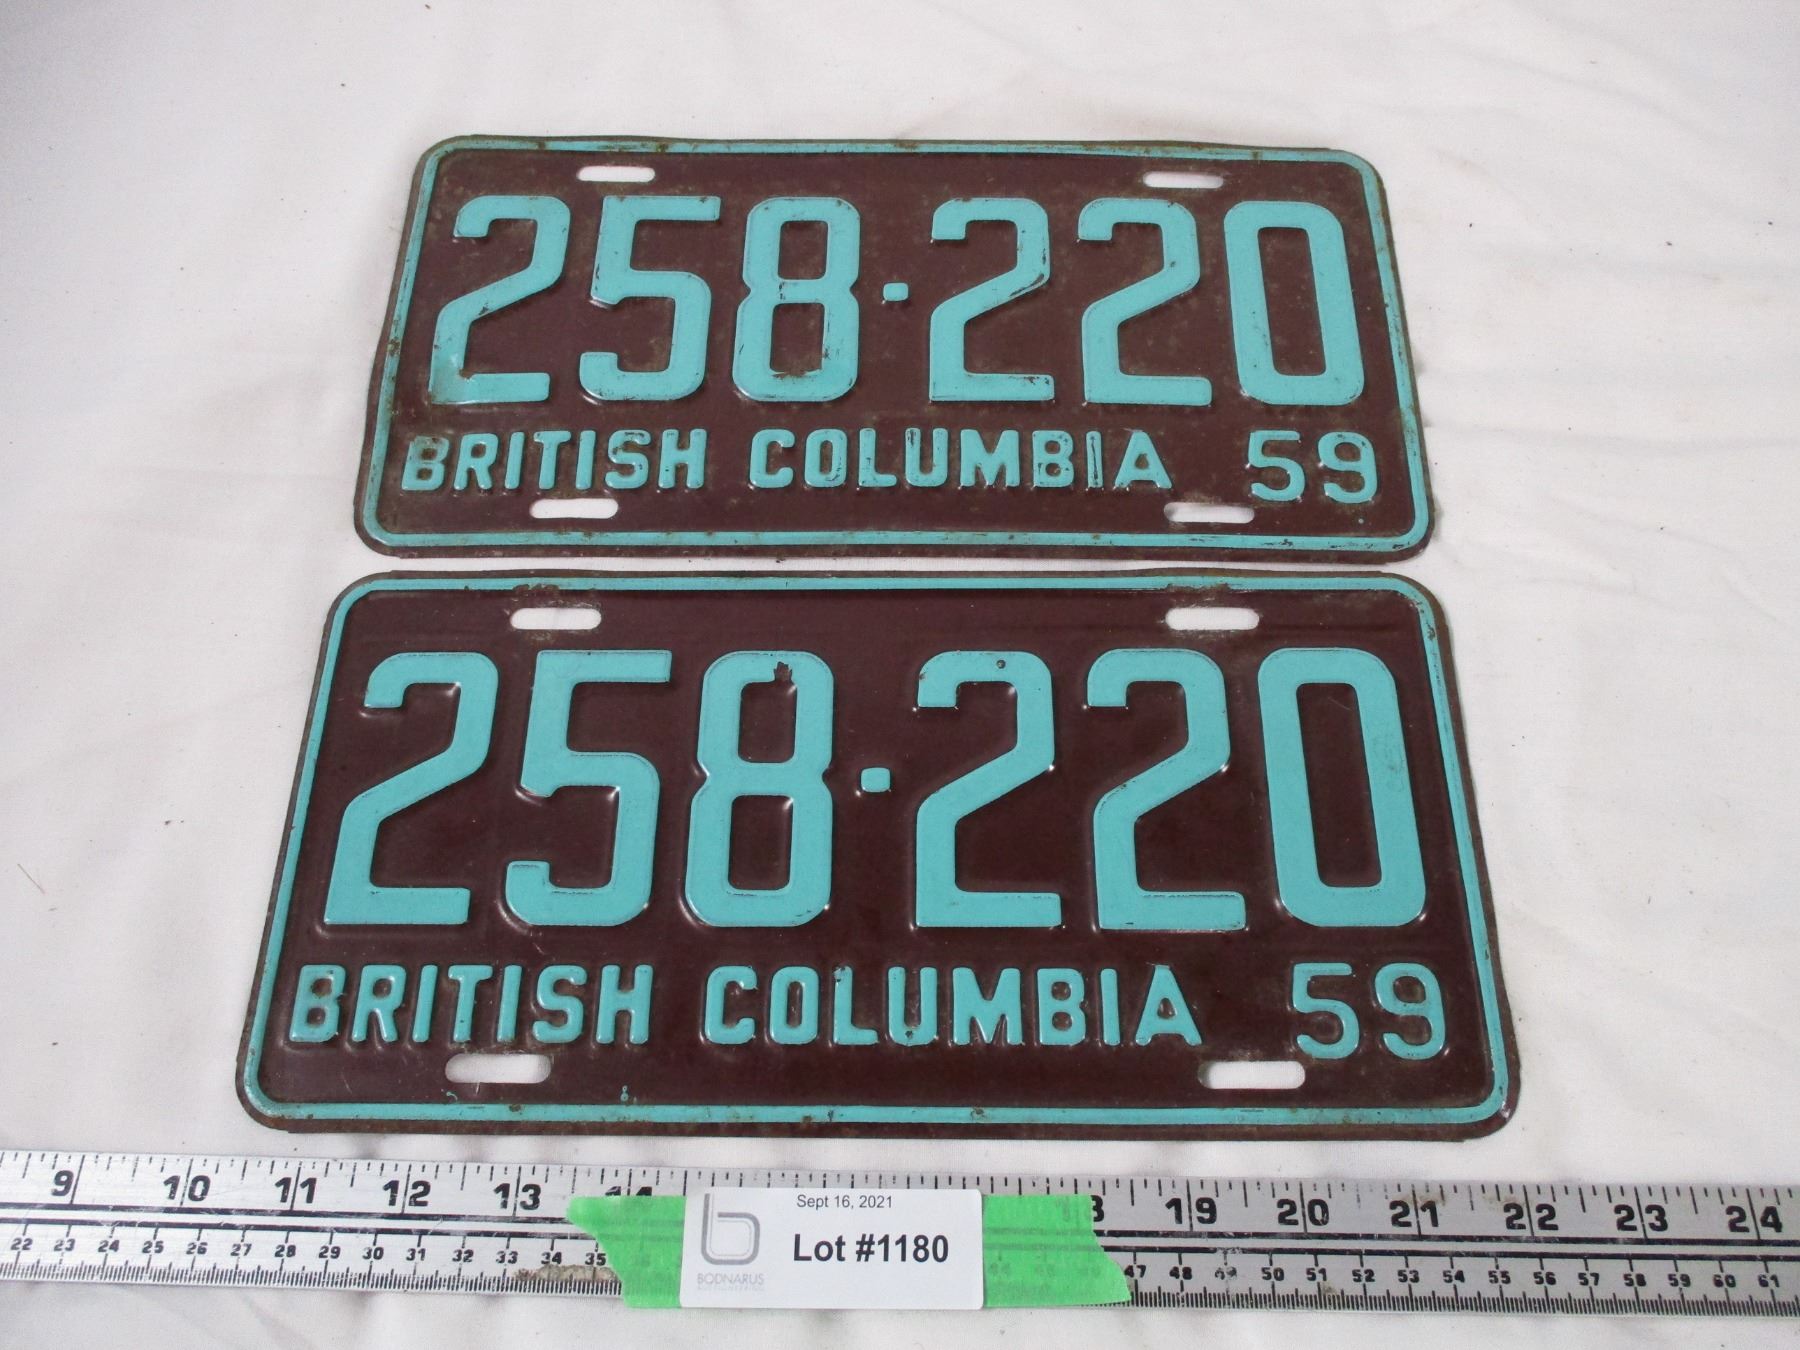 258·220
BRITISH COLUMBIA 59
258·220
BRITISH COLUMBIA 59
9 10 11 12 13 14 18 19 20 21 22 23 24
22 23 24 25 26 27 28 29 30 31 32 33 34 35 47 48 49 50 51 52 53 54 55 56 57 58 59 60 61
Sept 16, 2021
Lot #1180
BODNARUS